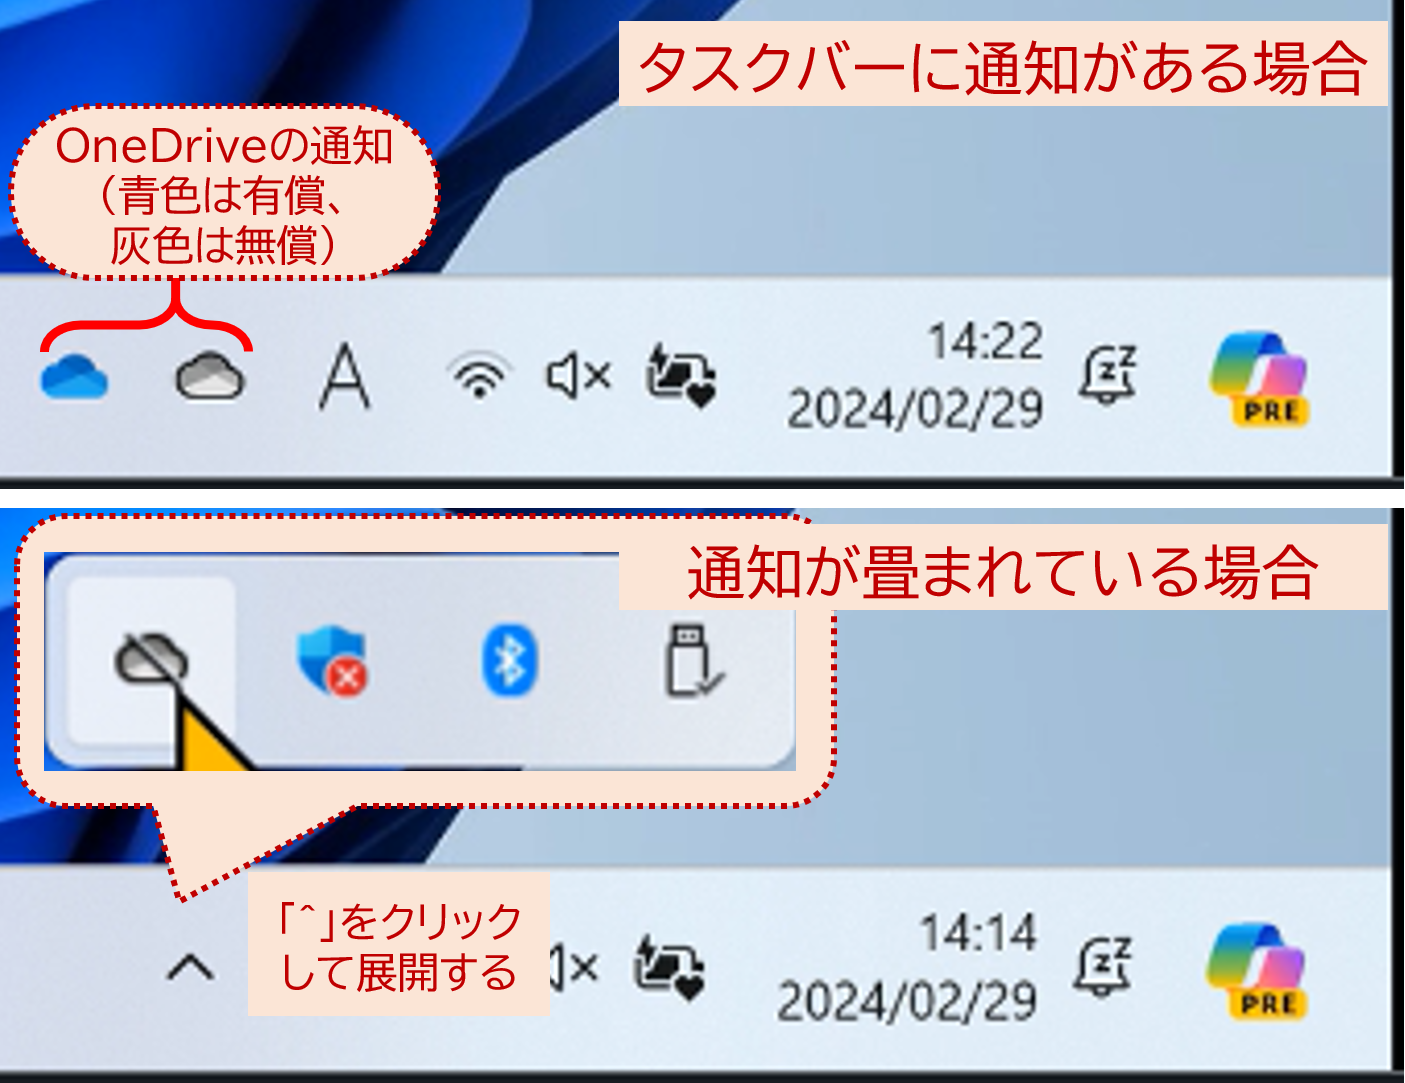 タスクバーに通知がある場合
OneDriveの通知
（青色は有償、
灰色は無償）
A
14:22
2024/02/29
zz
PRE
通知が畳まれている場合
「^」をクリック
して展開する
14:14
2024/02/29
zz
PRE